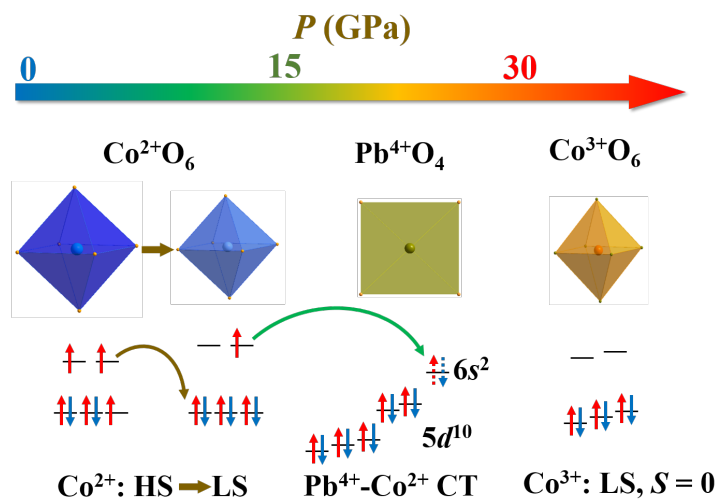 P (GPa)
0 15 30
Co²⁺O₆ Pb⁴⁺O₄ Co³⁺O₆
6s²
5d¹⁰
Co²⁺: HS LS Pb⁴⁺-Co²⁺ CT Co³⁺: LS, S = 0